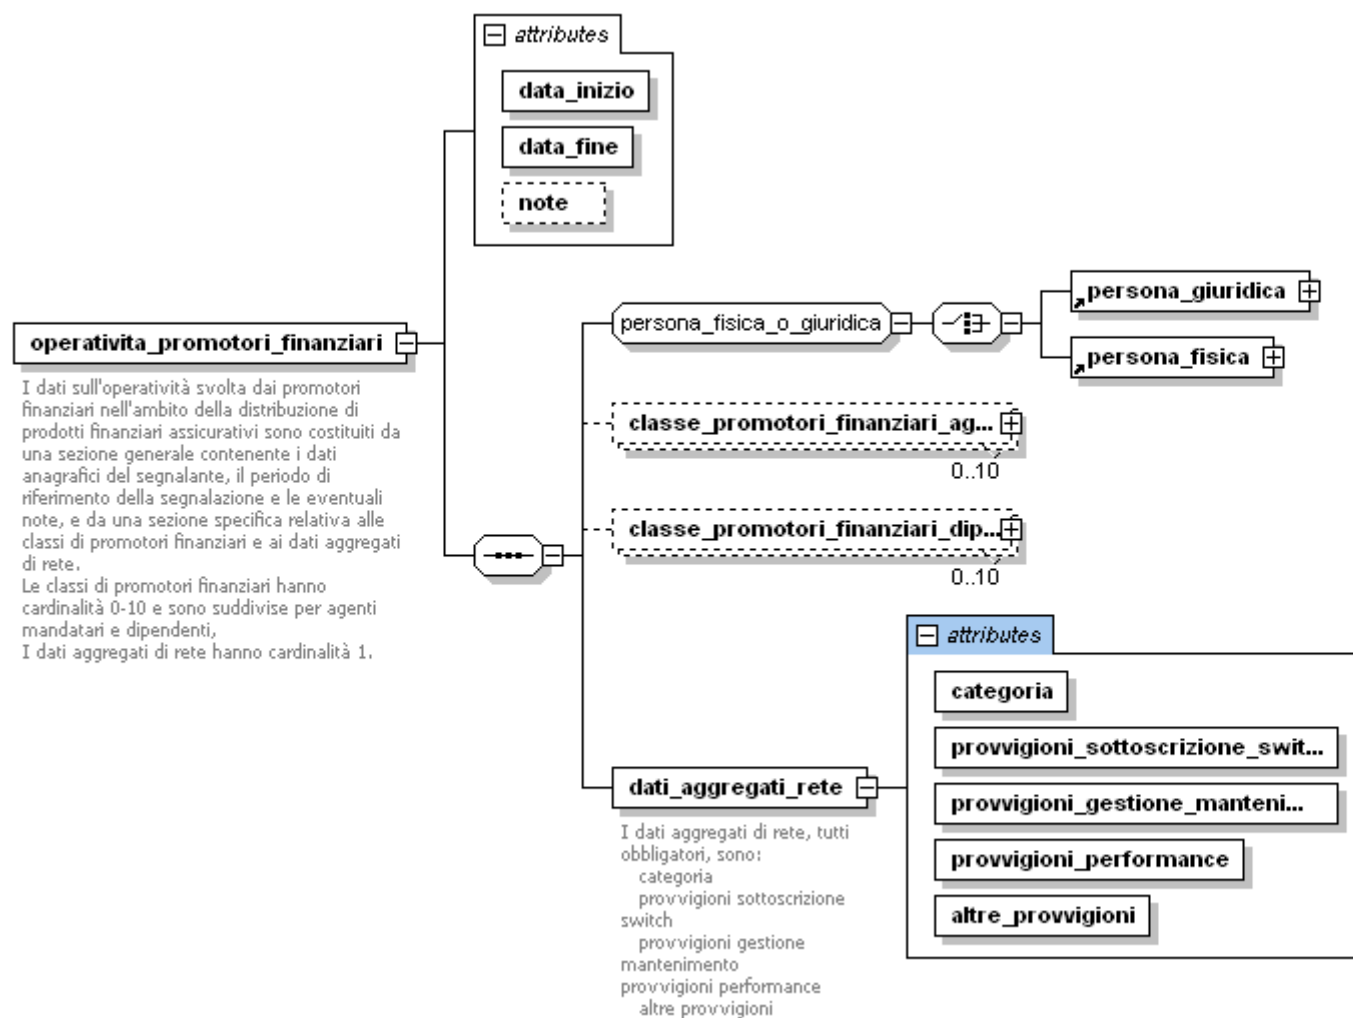 attributes
data_inizio
data_fine
note
operativita_promotori_finanziari
I dati sull'operatività svolta dai promotori
finanziari nell'ambito della distribuzione di
prodotti finanziari assicurativi sono costituiti da
una sezione generale contenente i dati
anagrafici del segnalante, il periodo di
riferimento della segnalazione e le eventuali
note, e da una sezione specifica relativa alle
classi di promotori finanziari e ai dati aggregati
di rete.
Le classi di promotori finanziari hanno
cardinalità 0-10 e sono suddivise per agenti
mandatari e dipendenti,
I dati aggregati di rete hanno cardinalità 1.
persona_fisica_o_giuridica
persona_giuridica
persona_fisica
classe_promotori_finanziari_ag...
0..10
classe_promotori_finanziari_dip...
0..10
dati_aggregati_rete
I dati aggregati di rete, tutti
obbligatori, sono:
categoria
provvigioni sottoscrizione
switch
provvigioni gestione
mantenimento
provvigioni performance
altre provvigioni
attributes
categoria
provvigioni_sottoscrizione_swit...
provvigioni_gestione_manteni...
provvigioni_performance
altre_provvigioni